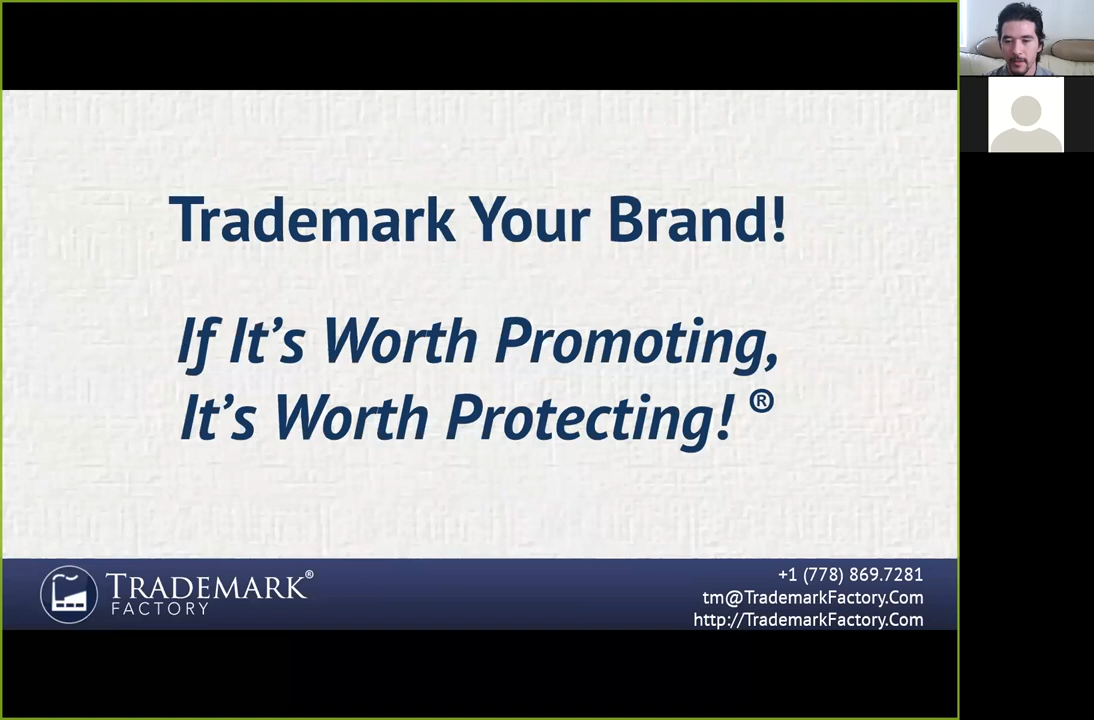 Trademark Your Brand!
If It’s Worth Promoting,
It’s Worth Protecting! ®
TRADEMARK®
FACTORY
+1 (778) 869.7281
tm@TrademarkFactory.Com
http://TrademarkFactory.Com